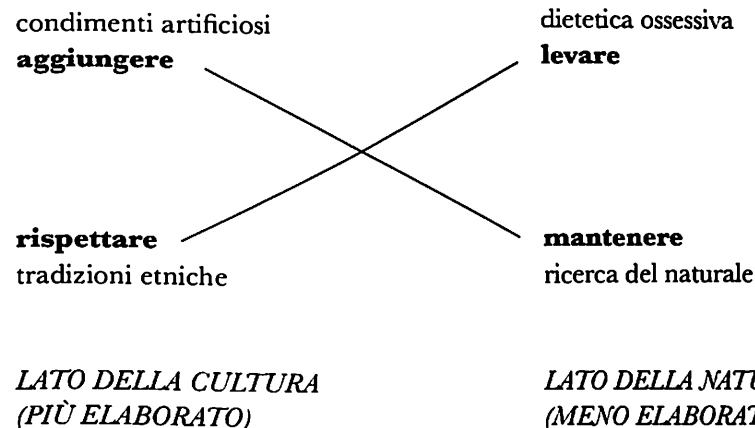 condimenti artificiosi
aggiungere
dietetica ossessiva
levare
rispettare
tradizioni etniche
mantenere
ricerca del naturale
LATO DELLA CULTURA
(PIÙ ELABORATO)
LATO DELLA
(MENO